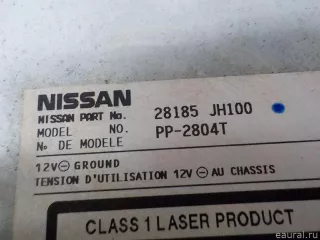 NISSAN
NISSAN PART No. 28185 JH100
MODEL NO. PP-2804T
No DE MODELE
12V⊖ GROUND
TENSION D'UTILISATION 12V⊖ AU CHASSIS
CLASS 1 LASER PRODUCT
eaural.ru